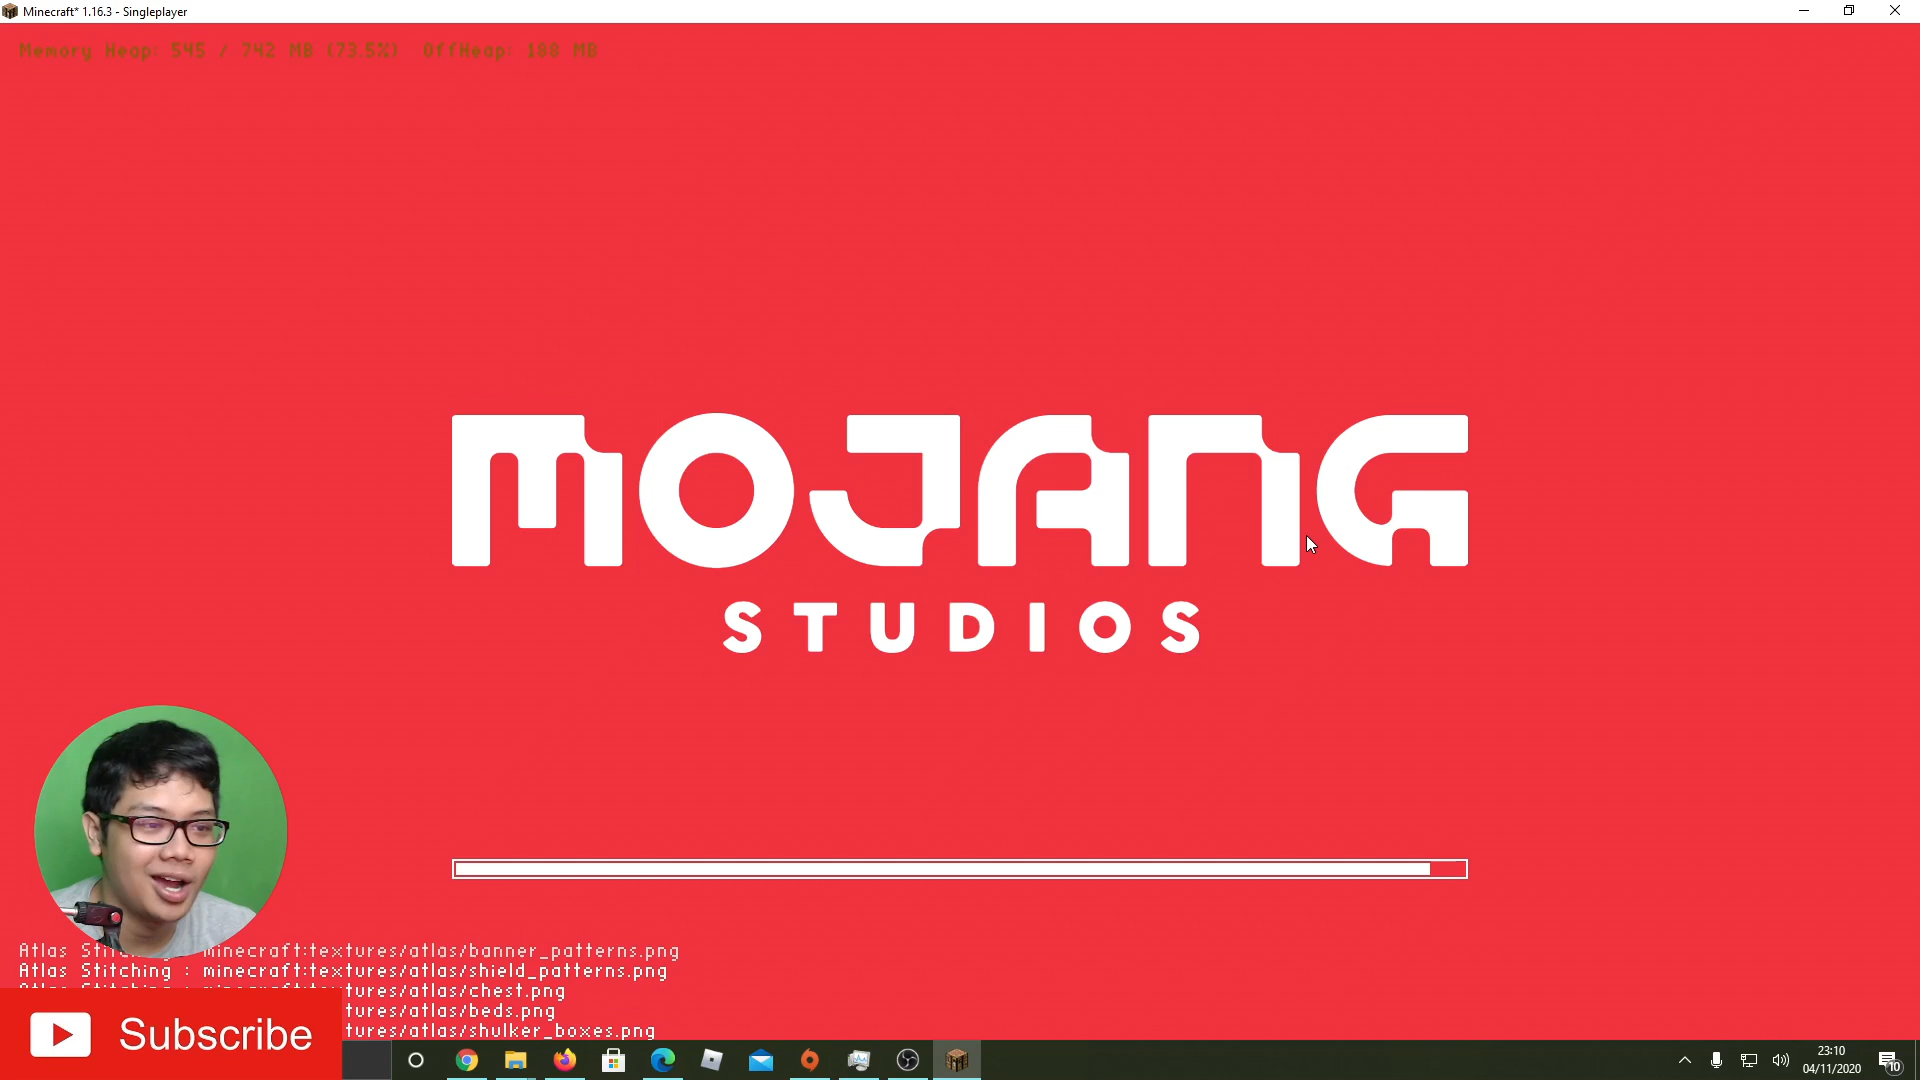 Minecraft* 1.16.3 - Singleplayer
Memory Heap: 545 / 742 MB (73.5%) OffHeap: 188 MB
MOJANG
STUDIOS
Atlas Sti : minecraft:textures/atlas/banner_patterns.png
Atlas Stitching : minecraft:textures/atlas/shield_patterns.png
tures/atlas/chest.png
tures/atlas/beds.png
tures/atlas/shulker_boxes.png
Subscribe
23:10
04/11/2020
10